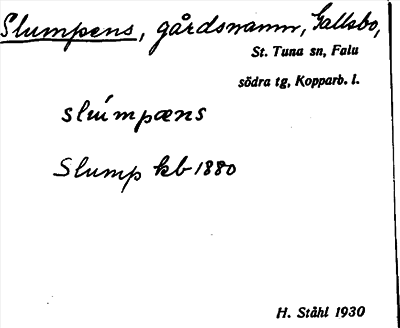 Slumpens, gårdsnamn, Gallsbo,
St. Tuna sn, Falu
södra tg, Kopparb. l.
slúmpæns
Slump kb 1880
H. Ståhl 1930